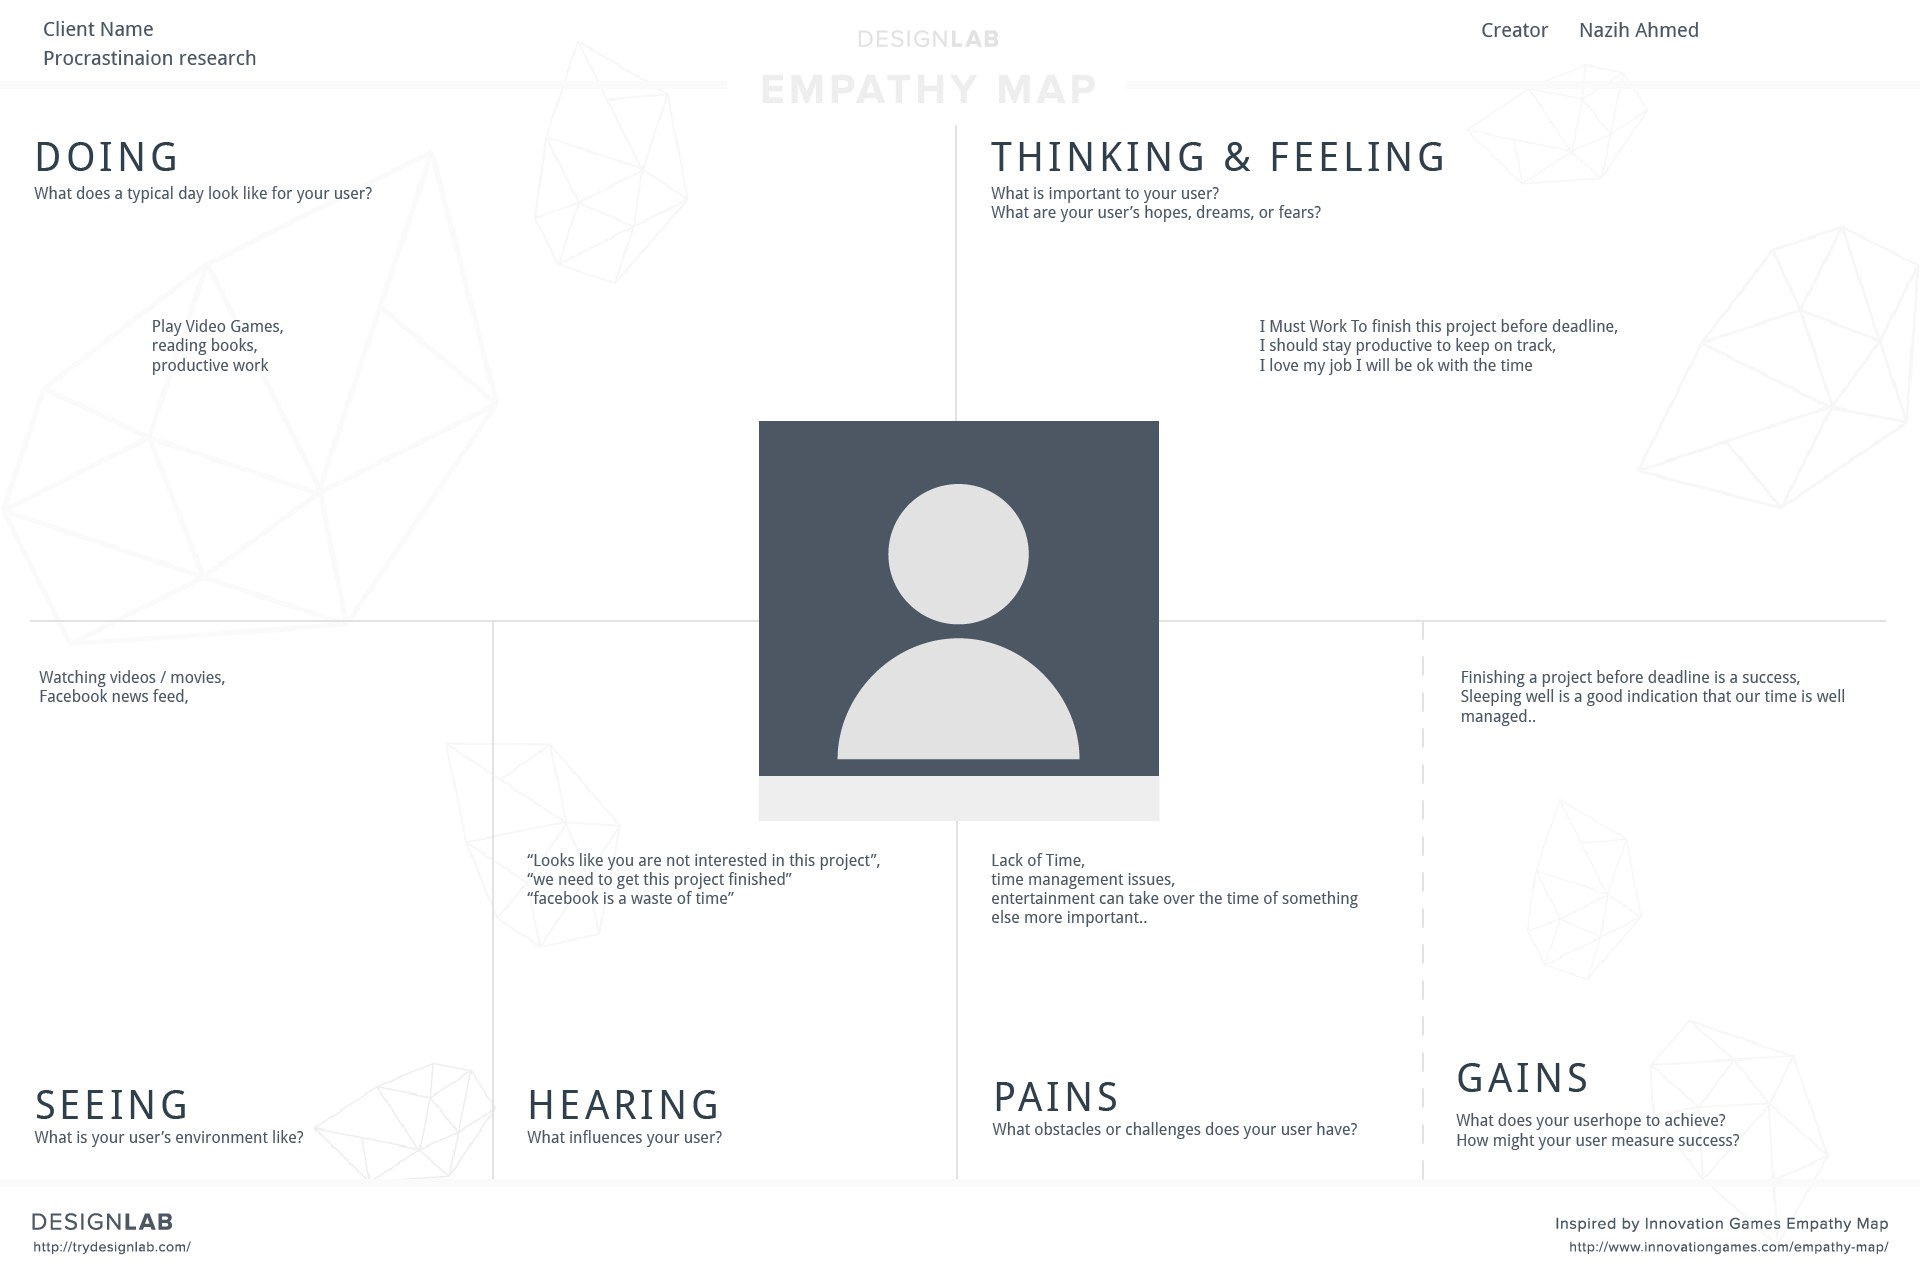 Client Name
Procrastinaion research
DESIGNLAB
EMPATHY MAP
Creator Nazih Ahmed
DOING
What does a typical day look like for your user?
Play Video Games,
reading books,
productive work
THINKING & FEELING
What is important to your user?
What are your user’s hopes, dreams, or fears?
I Must Work To finish this project before deadline,
I should stay productive to keep on track,
I love my job I will be ok with the time
Watching videos / movies,
Facebook news feed,
SEEING
What is your user’s environment like?
“Looks like you are not interested in this project”,
“we need to get this project finished”
“facebook is a waste of time”
HEARING
What influences your user?
Lack of Time,
time management issues,
entertainment can take over the time of something
else more important..
PAINS
What obstacles or challenges does your user have?
Finishing a project before deadline is a success,
Sleeping well is a good indication that our time is well
managed..
GAINS
What does your userhope to achieve?
How might your user measure success?
DESIGNLAB
http://trydesignlab.com/
Inspired by Innovation Games Empathy Map
http://www.innovationgames.com/empathy-map/